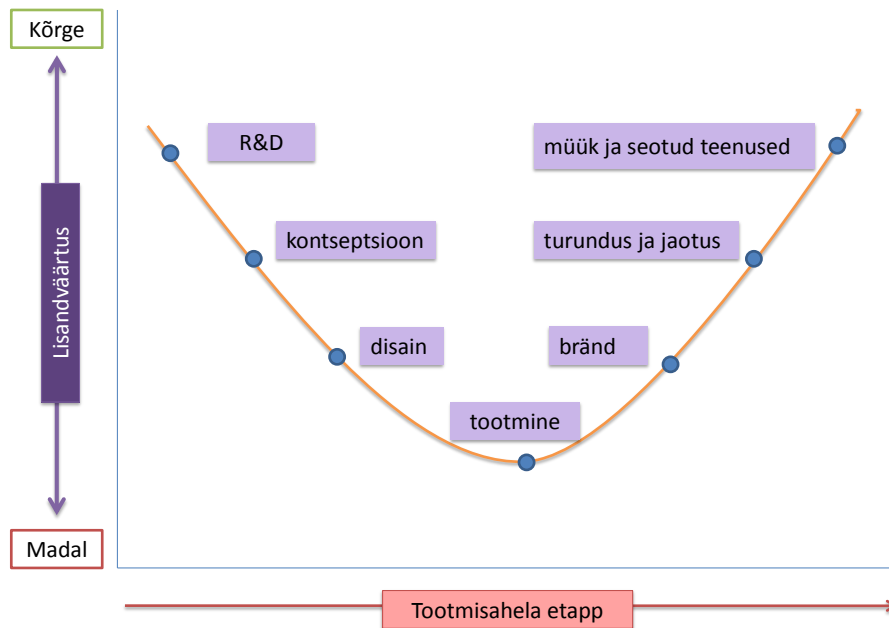 Kõrge
R&D
müük ja seotud teenused
kontseptsioon
turundus ja jaotus
Lisandväärtus
disain
bränd
tootmine
Madal
Tootmisahela etapp